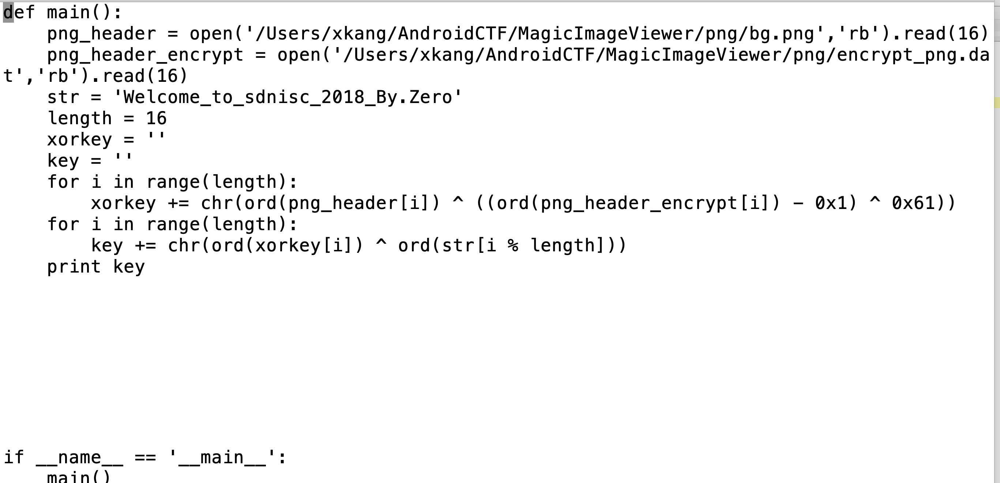 def main():
    png_header = open('/Users/xkang/AndroidCTF/MagicImageViewer/png/bg.png','rb').read(16)
    png_header_encrypt = open('/Users/xkang/AndroidCTF/MagicImageViewer/png/encrypt_png.da
t','rb').read(16)
    str = 'Welcome_to_sdnisc_2018_By.Zero'
    length = 16
    xorkey = ''
    key = ''
    for i in range(length):
        xorkey += chr(ord(png_header[i]) ^ ((ord(png_header_encrypt[i]) - 0x1) ^ 0x61))
    for i in range(length):
        key += chr(ord(xorkey[i]) ^ ord(str[i % length]))
    print key
if __name__ == '__main__':
    main()